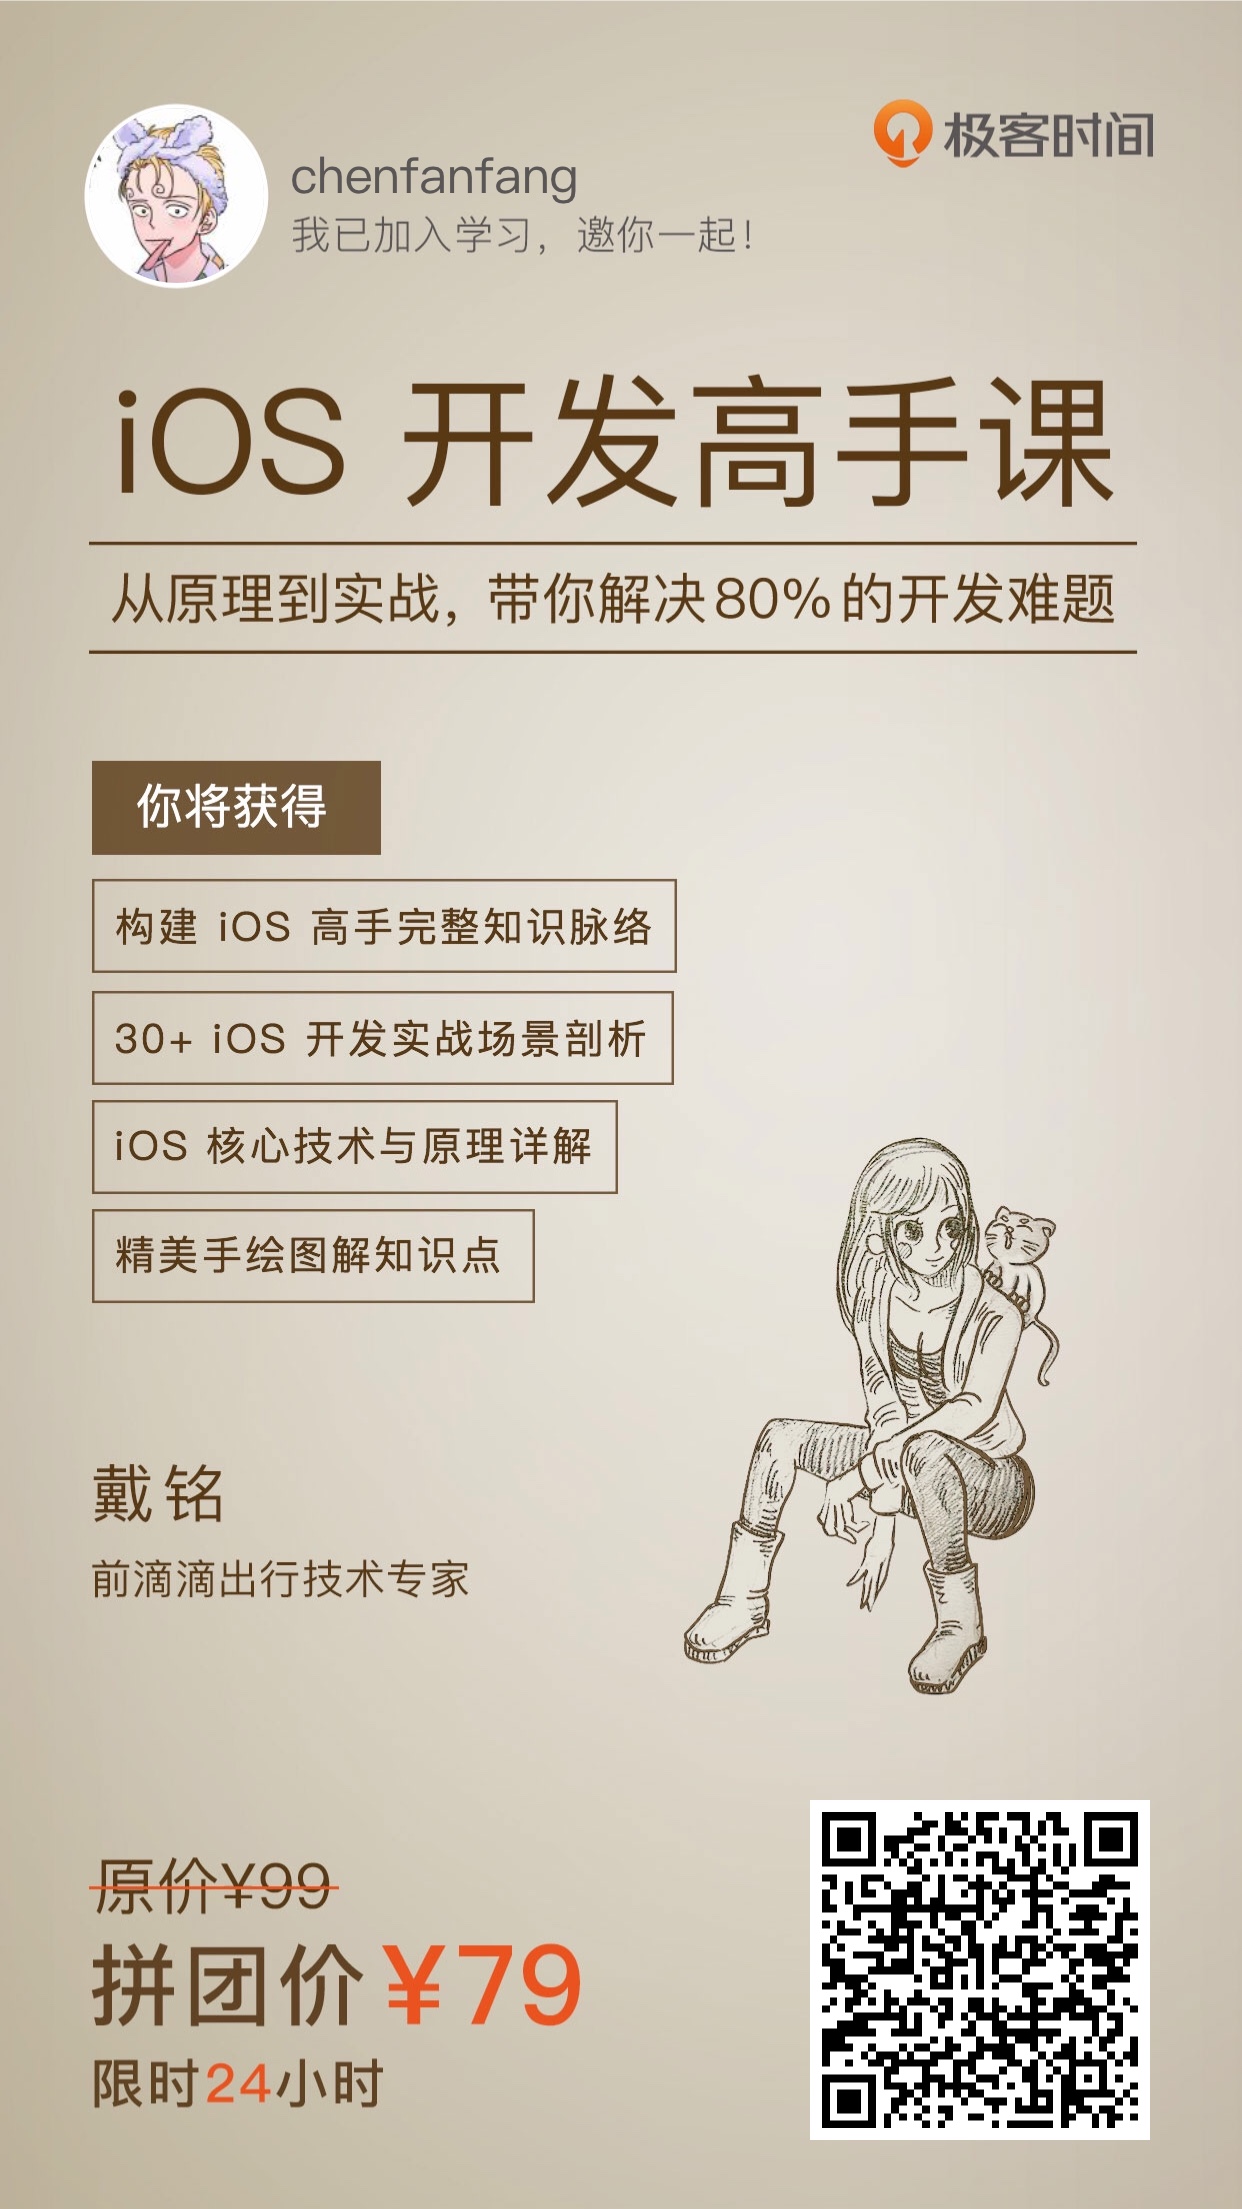 极客时间
chenfanfang
我已加入学习，邀你一起！
iOS 开发高手课
从原理到实战，带你解决80%的开发难题
你将获得
构建 iOS 高手完整知识脉络
30+ iOS 开发实战场景剖析
iOS 核心技术与原理详解
精美手绘图解知识点
戴铭
前滴滴出行技术专家
原价¥99
拼团价¥79
限时24小时